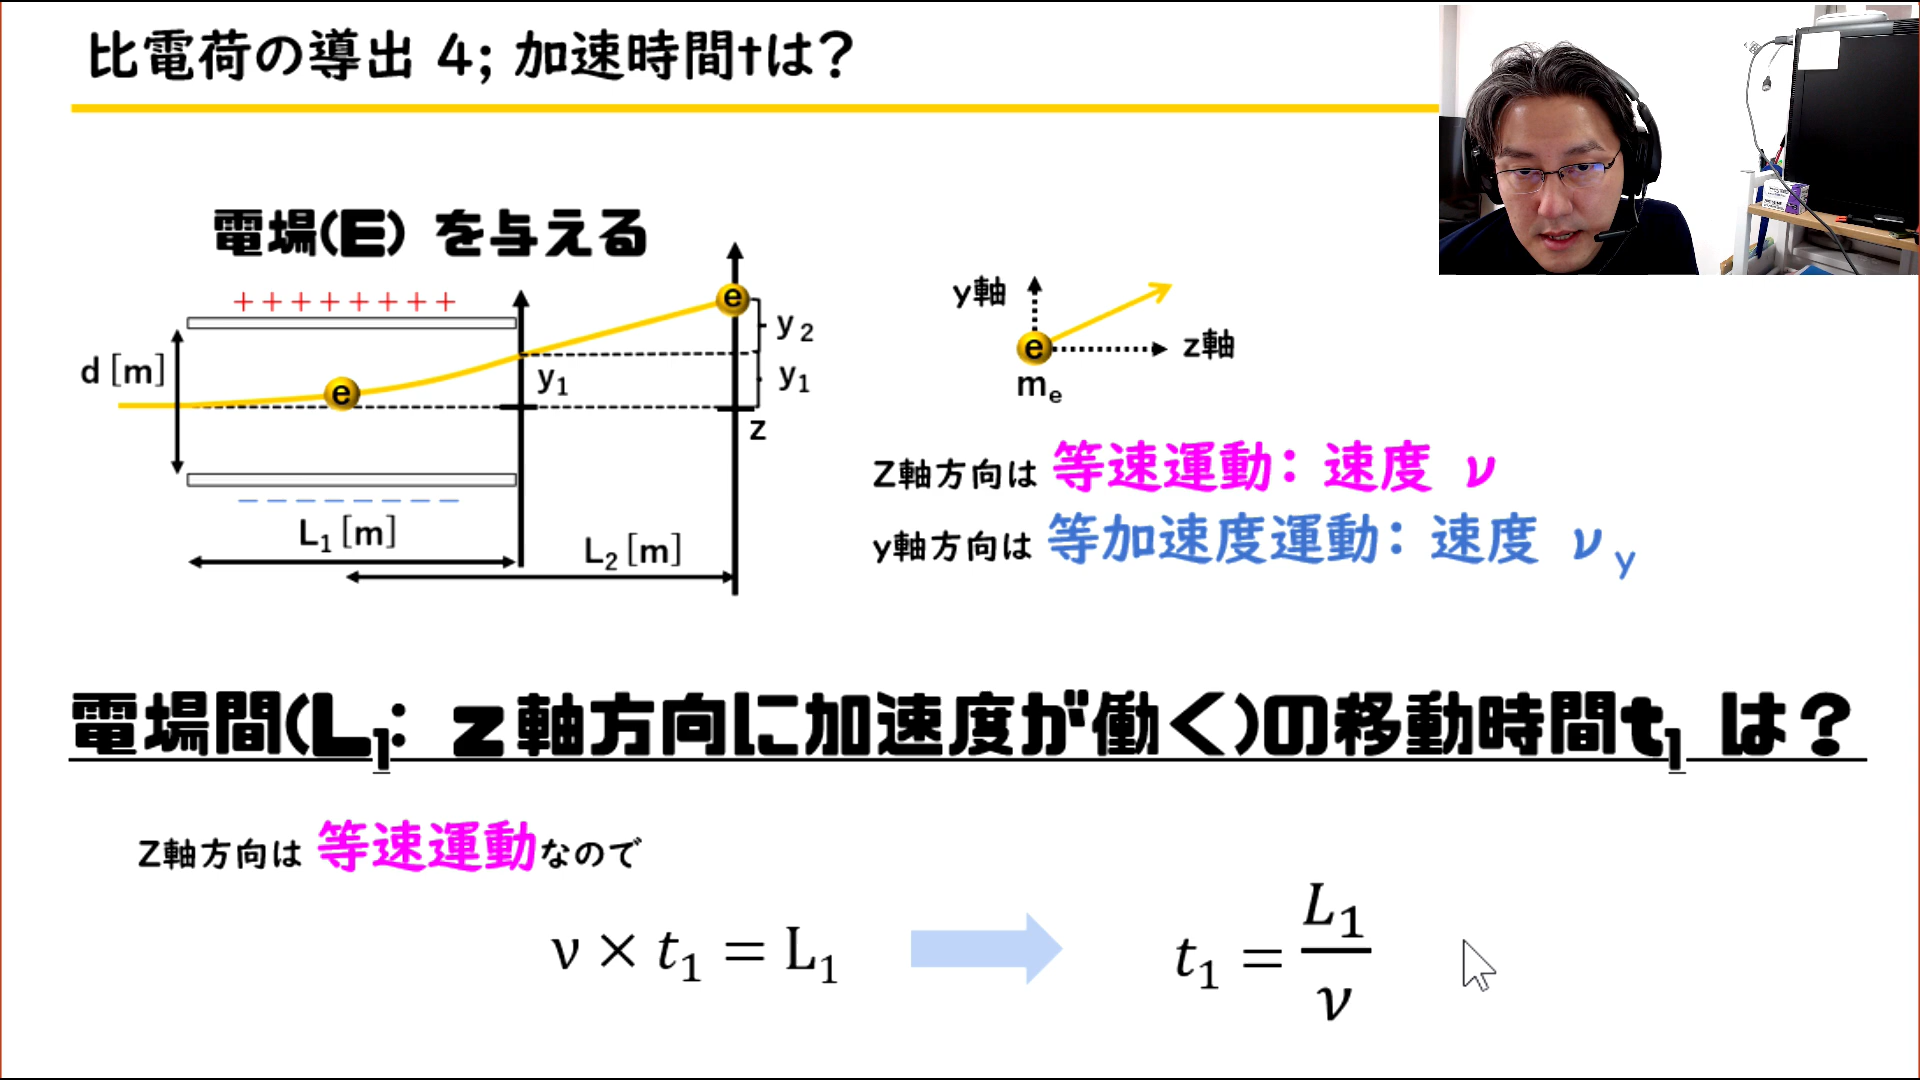 比電荷の導出 4; 加速時間tは?
電場(E) を与える
+ + + + + + + +
e
y₂
d [m]
e
y₁
y₁
z
− − − − − − − −
L₁ [m]
L₂ [m]
y軸
e
z軸
mₑ
Z軸方向は 等速運動: 速度 ν
y軸方向は 等加速度運動: 速度 ν y
電場間(L₁: z軸方向に加速度が働く)の移動時間t₁ は?
Z軸方向は 等速運動なので
ν × t₁ = L₁
t₁ = L₁/ν